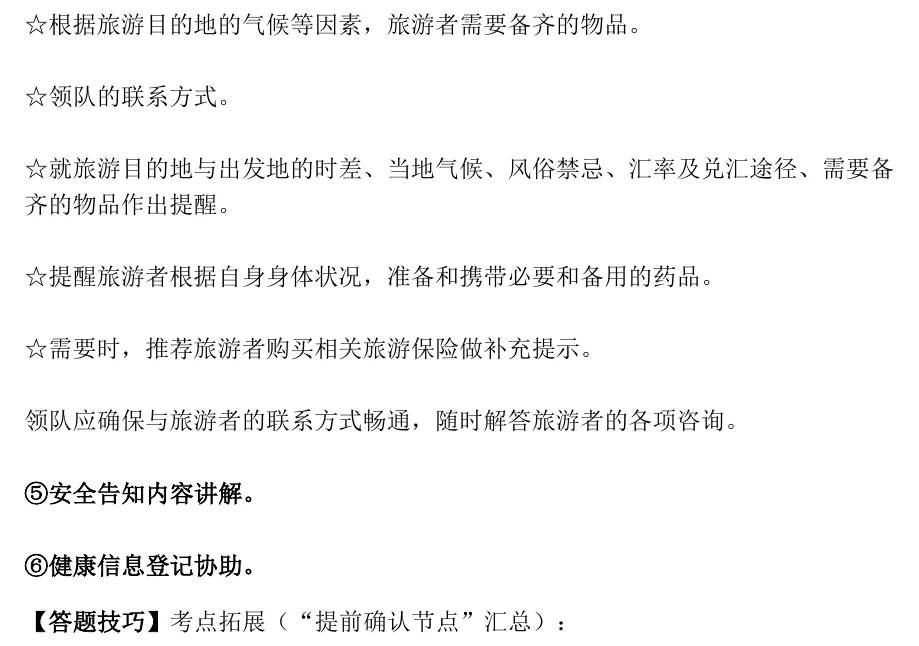 ☆根据旅游目的地的气候等因素，旅游者需要备齐的物品。
☆领队的联系方式。
☆就旅游目的地与出发地的时差、当地气候、风俗禁忌、汇率及兑汇途径、需要备
齐的物品作出提醒。
☆提醒旅游者根据自身身体状况，准备和携带必要和备用的药品。
☆需要时，推荐旅游者购买相关旅游保险做补充提示。
领队应确保与旅游者的联系方式畅通，随时解答旅游者的各项咨询。
⑤安全告知内容讲解。
⑥健康信息登记协助。
【答题技巧】考点拓展（“提前确认节点”汇总）：